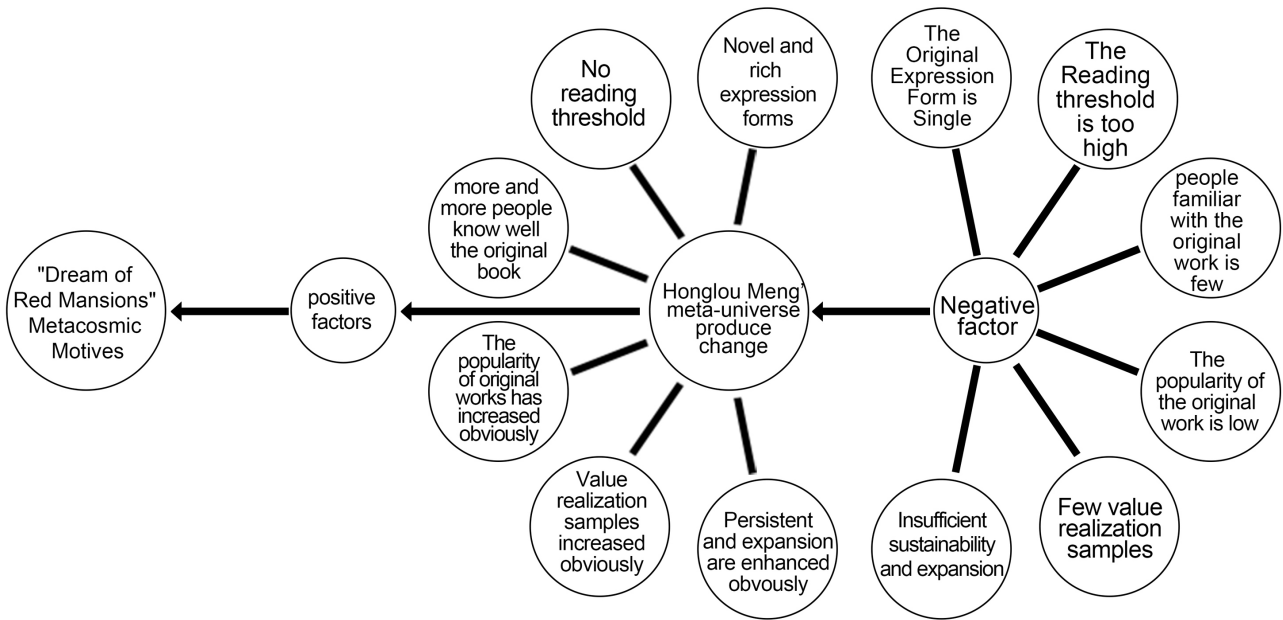 "Dream of
Red Mansions"
Metacosmic
Motives
positive
factors
No
reading
threshold
Novel and
rich
expression
forms
more and
more people
know well
the original
book
Honglou Meng'
meta-universe
produce
change
The
popularity
of original
works has
increased
obviously
Value
realization
samples
increased
obviously
Persistent
and expansion
are enhanced
obvously
The
Original
Expression
Form is
Single
The
Reading
threshold
is too
high
people
familiar
with the
original
work is
few
Negative
factor
The
popularity of
the original
work is low
Few value
realization
samples
Insufficient
sustainability
and expansion